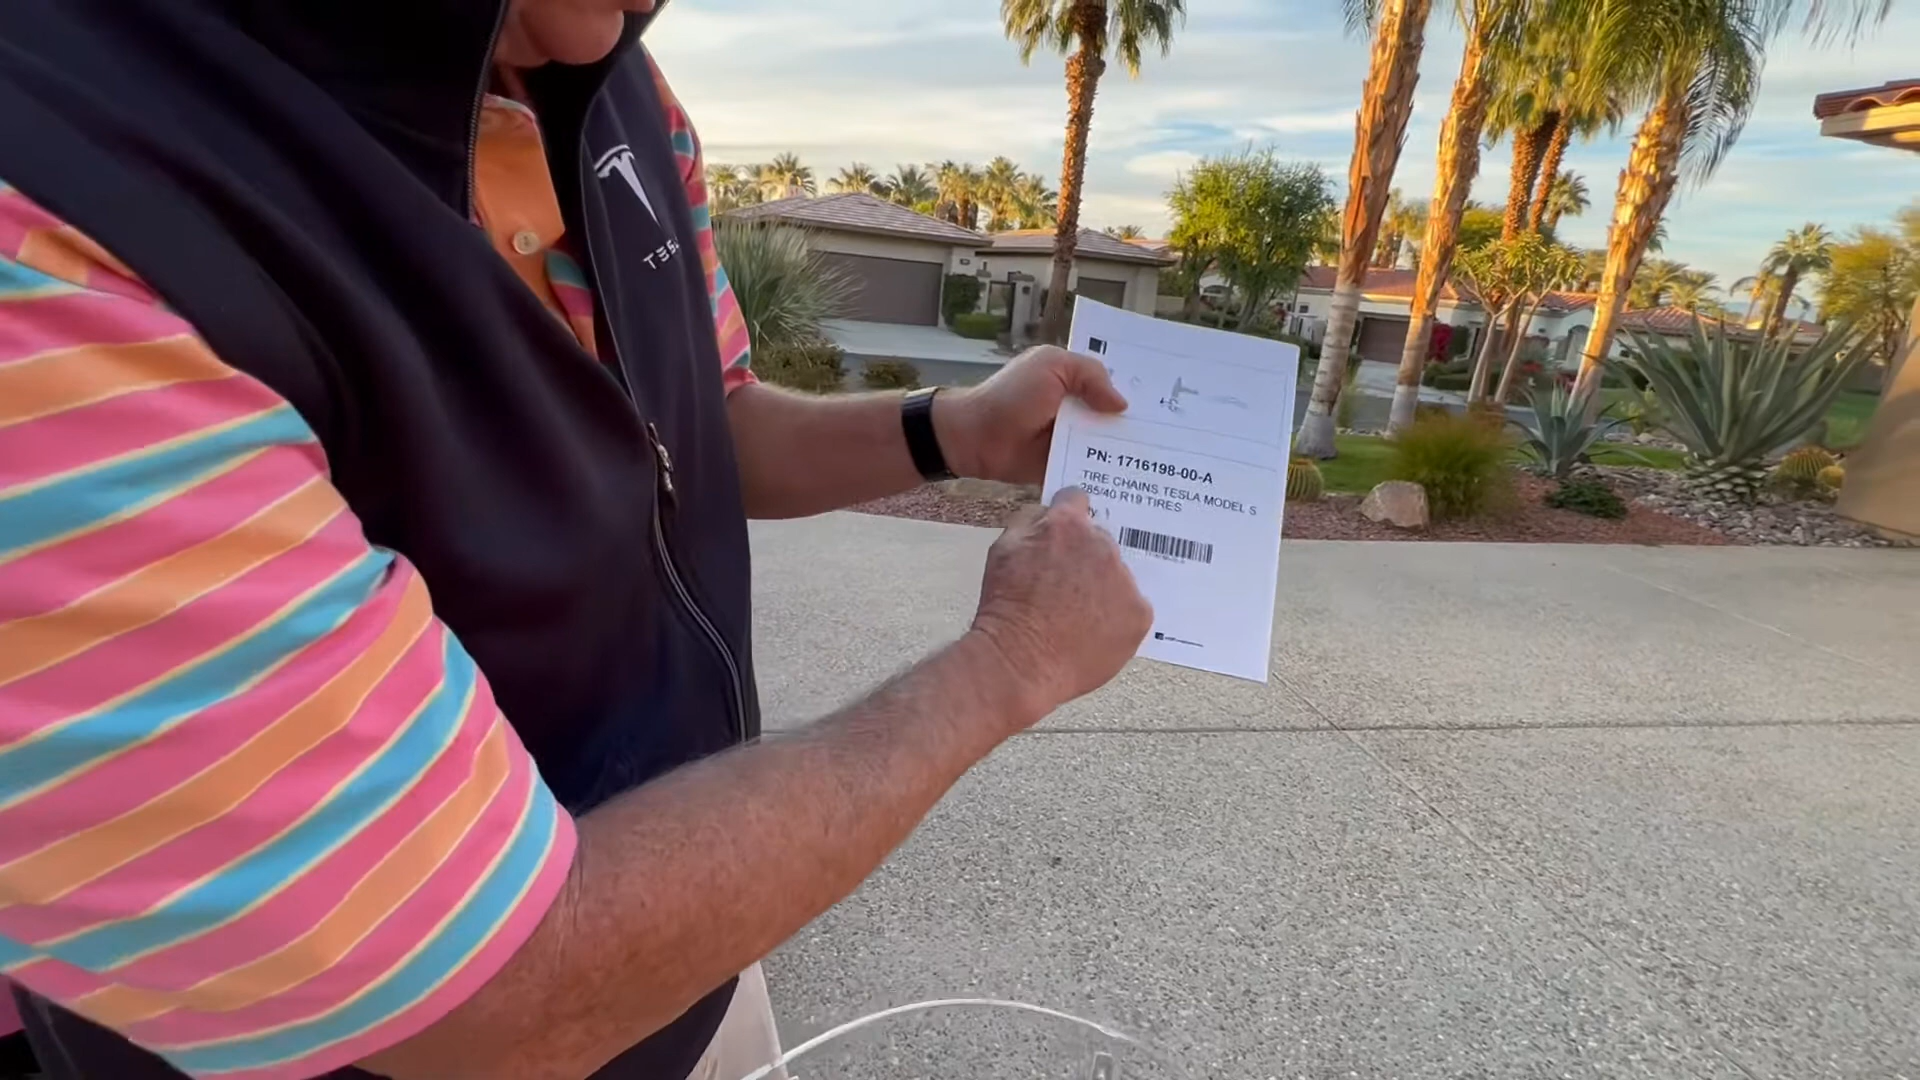 TESLA
PN: 1716198-00-A
TIRE CHAINS TESLA MODEL S
285/40 R19 TIRES